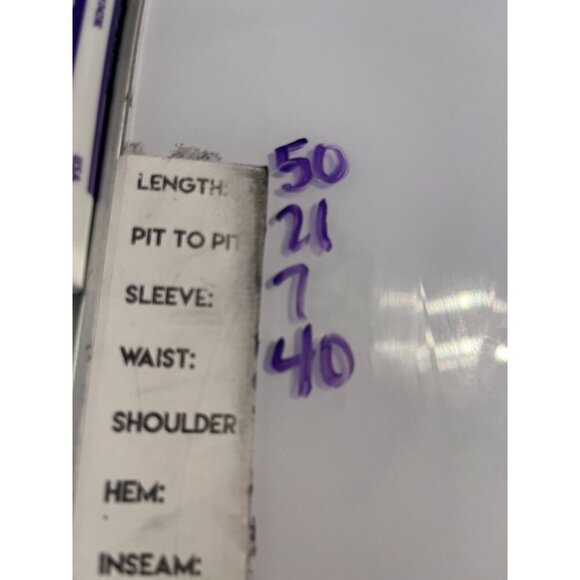 LENGTH: 50
PIT TO PIT 21
SLEEVE: 7
WAIST: 40
SHOULDER
HEM:
INSEAM: